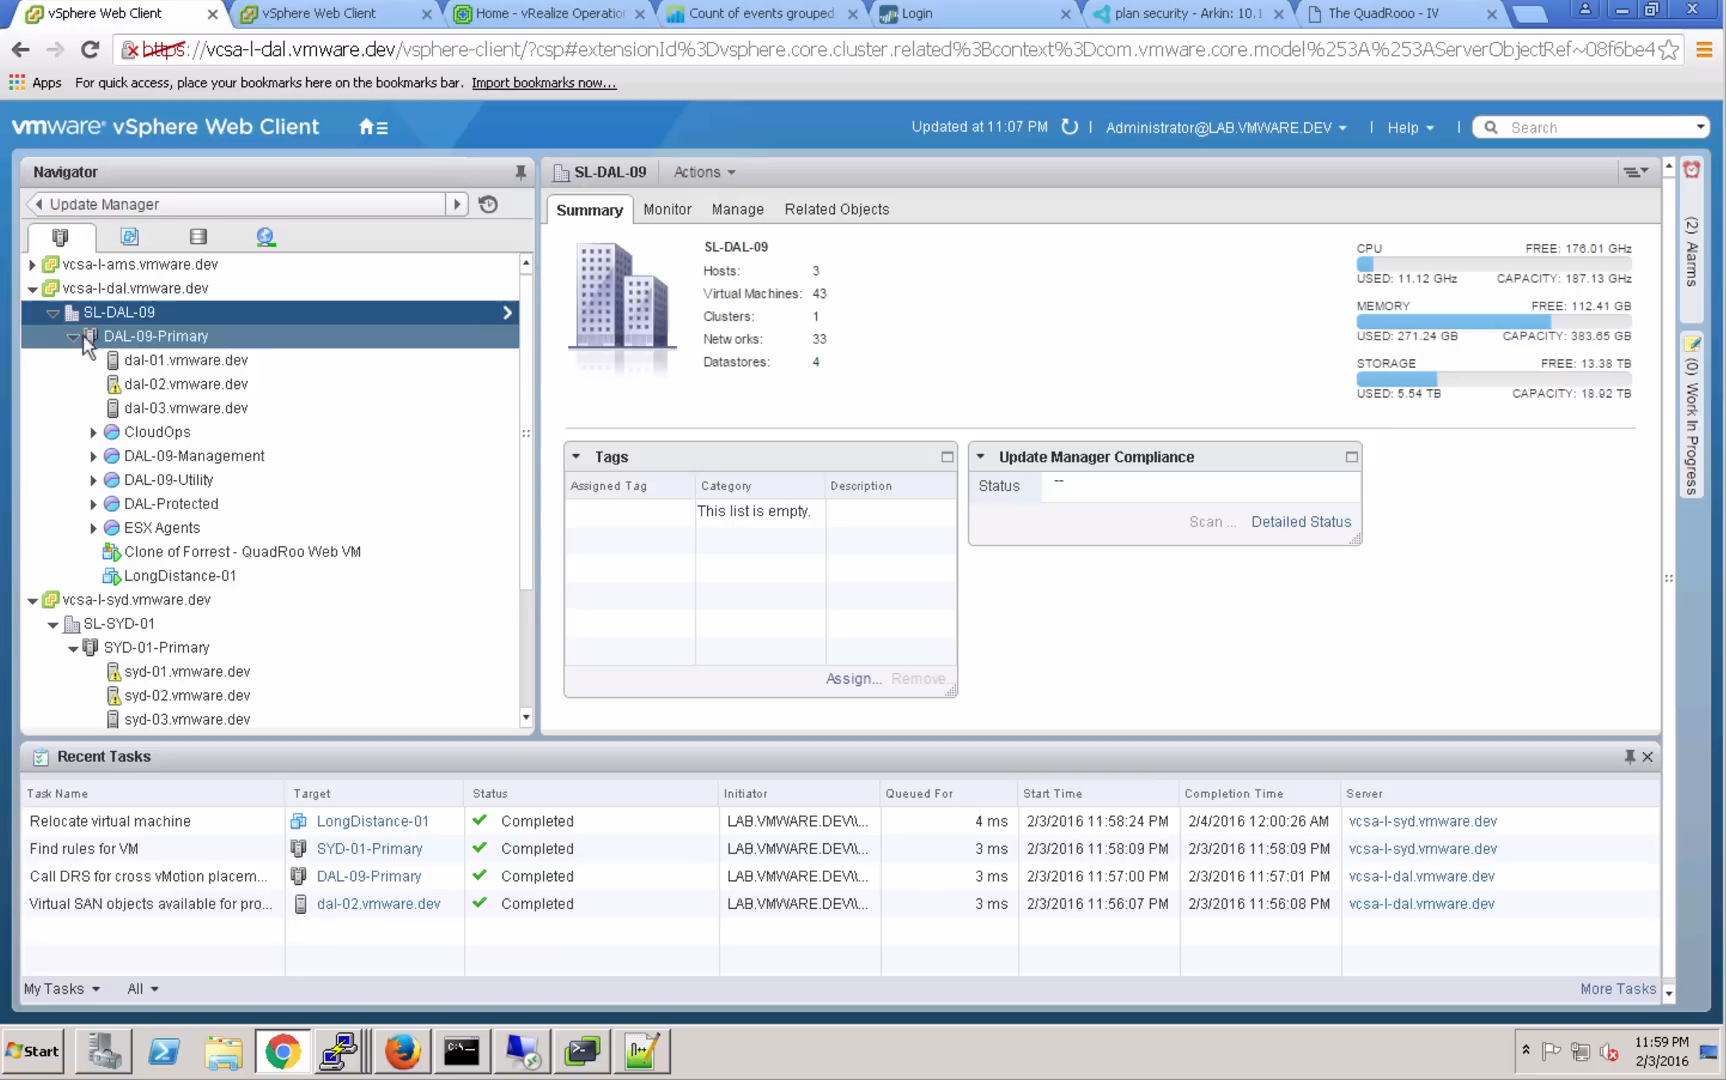 vSphere Web Client
vSphere Web Client
Home - vRealize Operation
Count of events grouped
Login
plan security - Arkin: 10.1
The QuadRooo - IV
https://vcsa-l-dal.vmware.dev/vsphere-client/?csp#extensionId%3Dvsphere.core.cluster.related%3Bcontext%3Dcom.vmware.core.model%253A%253AServerObjectRef~08f6be4
Apps For quick access, place your bookmarks here on the bookmarks bar. Import bookmarks now...
vmware® vSphere Web Client
Updated at 11:07 PM | Administrator@LAB.VMWARE.DEV | Help | Search
Navigator
Update Manager
vcsa-l-ams.vmware.dev
vcsa-l-dal.vmware.dev
SL-DAL-09
DAL-09-Primary
dal-01.vmware.dev
dal-02.vmware.dev
dal-03.vmware.dev
CloudOps
DAL-09-Management
DAL-09-Utility
DAL-Protected
ESX Agents
Clone of Forrest - QuadRoo Web VM
LongDistance-01
vcsa-l-syd.vmware.dev
SL-SYD-01
SYD-01-Primary
syd-01.vmware.dev
syd-02.vmware.dev
syd-03.vmware.dev
SL-DAL-09 Actions
Summary Monitor Manage Related Objects
SL-DAL-09
Hosts: 3
Virtual Machines: 43
Clusters: 1
Networks: 33
Datastores: 4
CPU FREE: 176.01 GHz
USED: 11.12 GHz CAPACITY: 187.13 GHz
MEMORY FREE: 112.41 GB
USED: 271.24 GB CAPACITY: 383.65 GB
STORAGE FREE: 13.38 TB
USED: 5.54 TB CAPACITY: 18.92 TB
Tags
Assigned Tag Category Description
This list is empty.
Assign... Remove...
Update Manager Compliance
Status --
Scan ... Detailed Status
(2) Alarms
(0) Work In Progress
Recent Tasks
Task Name Target Status Initiator Queued For Start Time Completion Time Server
Relocate virtual machine LongDistance-01 Completed LAB.VMWARE.DEV\\... 4 ms 2/3/2016 11:58:24 PM 2/4/2016 12:00:26 AM vcsa-l-syd.vmware.dev
Find rules for VM SYD-01-Primary Completed LAB.VMWARE.DEV\\... 3 ms 2/3/2016 11:58:09 PM 2/3/2016 11:58:09 PM vcsa-l-syd.vmware.dev
Call DRS for cross vMotion placem... DAL-09-Primary Completed LAB.VMWARE.DEV\\... 3 ms 2/3/2016 11:57:00 PM 2/3/2016 11:57:01 PM vcsa-l-dal.vmware.dev
Virtual SAN objects available for pro... dal-02.vmware.dev Completed LAB.VMWARE.DEV\\... 3 ms 2/3/2016 11:56:07 PM 2/3/2016 11:56:08 PM vcsa-l-dal.vmware.dev
My Tasks All More Tasks
Start
11:59 PM
2/3/2016